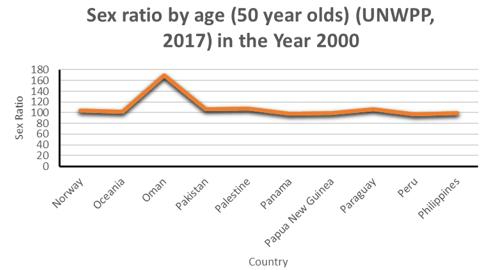 Sex ratio by age (50 year olds) (UNWPP,
2017) in the Year 2000
180
160
140
120
100
80
60
40
20
0
Sex Ratio
Norway
Oceania
Oman
Pakistan
Palestine
Panama
Papua New Guinea
Paraguay
Peru
Philippines
Country